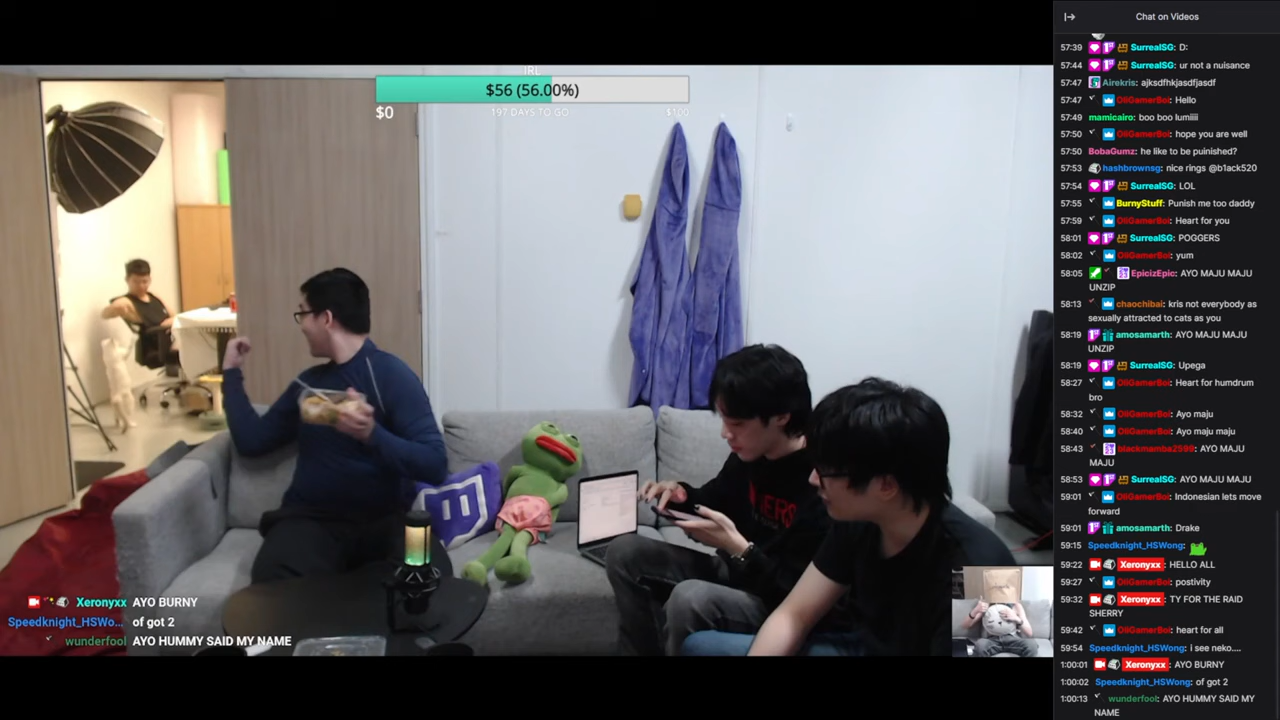 Chat on Videos
57:39 SurrealSG: D:
57:44 SurrealSG: ur not a nuisance
57:47 Airekris: ajksdfhkjasdfjasdf
57:47 OliGamerBoi: Hello
57:49 mamicairo: boo boo lumiiii
57:50 OliGamerBoi: hope you are well
57:50 BobaGumz: he like to be puinished?
57:53 hashbrownsg: nice rings @b1ack520
57:54 SurrealSG: LOL
57:55 BurnyStuff: Punish me too daddy
57:59 OliGamerBoi: Heart for you
58:01 SurrealSG: POGGERS
58:02 OliGamerBoi: yum
58:05 EpicizEpic: AYO MAJU MAJU
UNZIP
58:13 chaochibai: kris not everybody as
sexually attracted to cats as you
58:19 amosamarth: AYO MAJU MAJU
UNZIP
58:19 SurrealSG: Upega
58:27 OliGamerBoi: Heart for humdrum
bro
58:32 OliGamerBoi: Ayo maju
58:40 OliGamerBoi: Ayo maju maju
58:43 blackmamba2599: AYO MAJU
MAJU
58:53 SurrealSG: AYO MAJU MAJU
59:01 OliGamerBoi: Indonesian lets move
forward
59:01 amosamarth: Drake
59:15 Speedknight_HSWong:
59:22 Xeronyxx: HELLO ALL
59:27 OliGamerBoi: postivity
59:32 Xeronyxx: TY FOR THE RAID
SHERRY
59:42 OliGamerBoi: heart for all
59:54 Speedknight_HSWong: i see neko....
1:00:01 Xeronyxx: AYO BURNY
1:00:02 Speedknight_HSWong: of got 2
1:00:13 wunderfool: AYO HUMMY SAID MY
NAME
IRL
$56 (56.00%)
$0 197 DAYS TO GO $100
Xeronyxx AYO BURNY
Speedknight_HSWo... of got 2
wunderfool AYO HUMMY SAID MY NAME